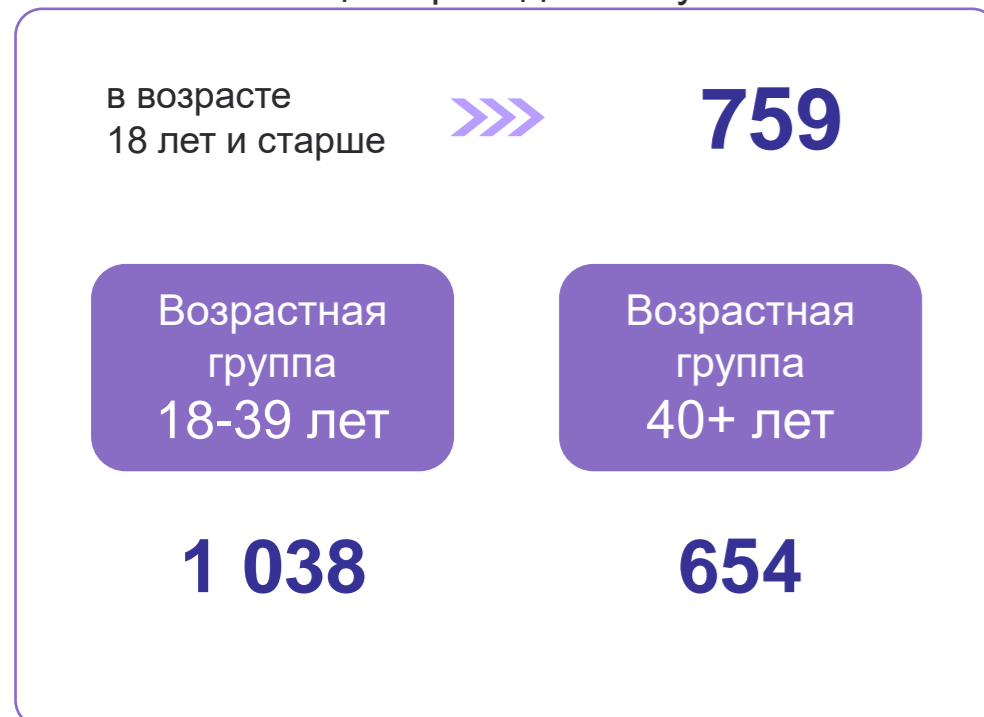 в возрасте
18 лет и старше
759
Возрастная
группа
18-39 лет
Возрастная
группа
40+ лет
1 038
654